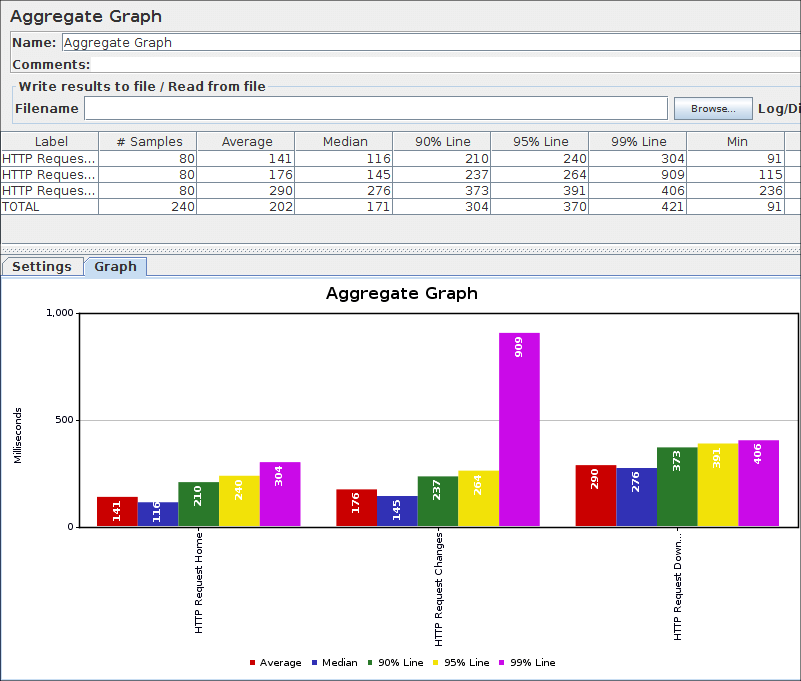 Aggregate Graph
Name: Aggregate Graph
Comments:
Write results to file / Read from file
Filename Browse... Log/Di
Label # Samples Average Median 90% Line 95% Line 99% Line Min
HTTP Reques... 80 141 116 210 240 304 91
HTTP Reques... 80 176 145 237 264 909 115
HTTP Reques... 80 290 276 373 391 406 236
TOTAL 240 202 171 304 370 421 91
Settings Graph
Aggregate Graph
1,000
500
0
Milliseconds
141 116 210 240 304
176 145 237 264 909
290 276 373 391 406
HTTP Request Home
HTTP Request Changes
HTTP Request Down...
Average Median 90% Line 95% Line 99% Line